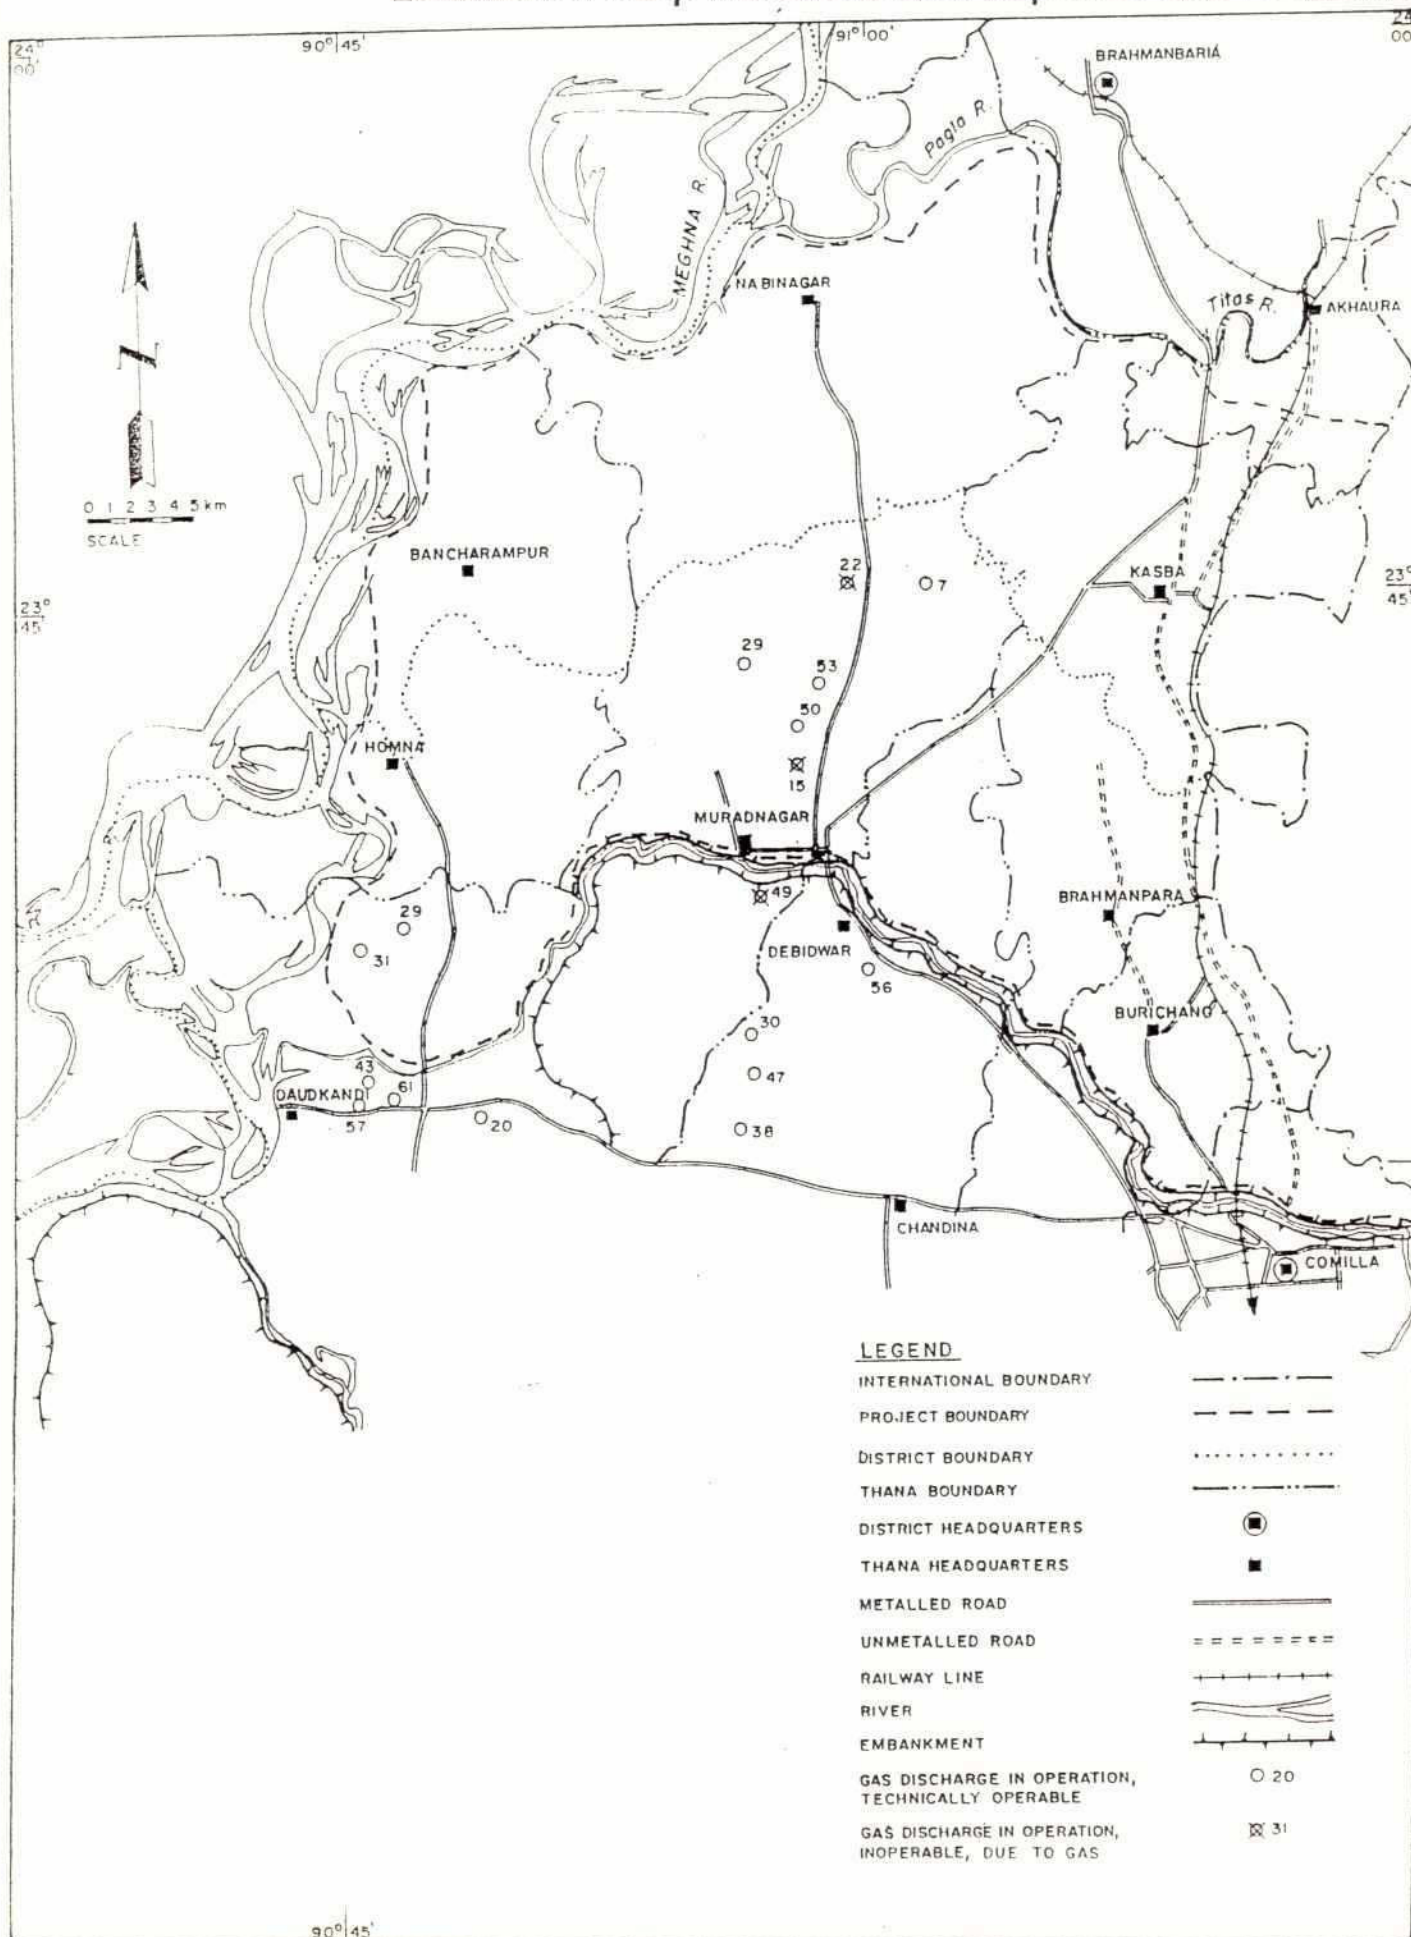 24°
00'
90° 45'
91° 00'
24
00
BRAHMANBARIA
Pagla R.
MEGHNA R.
NABINAGAR
Titas R.
AKHAURA
N
0 1 2 3 4 5 km
SCALE
BANCHARAMPUR
22
7
KASBA
23°
45'
23°
45'
29
53
50
HOMNA
15
MURADNAGAR
49
BRAHMANPARA
29
31
DEBIDWAR
56
BURICHANG
30
43
47
61
DAUDKANDI
57
20
38
CHANDINA
COMILLA
LEGEND
INTERNATIONAL BOUNDARY
PROJECT BOUNDARY
DISTRICT BOUNDARY
THANA BOUNDARY
DISTRICT HEADQUARTERS
THANA HEADQUARTERS
METALLED ROAD
UNMETALLED ROAD
RAILWAY LINE
RIVER
EMBANKMENT
GAS DISCHARGE IN OPERATION,
TECHNICALLY OPERABLE
20
GAS DISCHARGE IN OPERATION,
INOPERABLE, DUE TO GAS
31
90° 45'